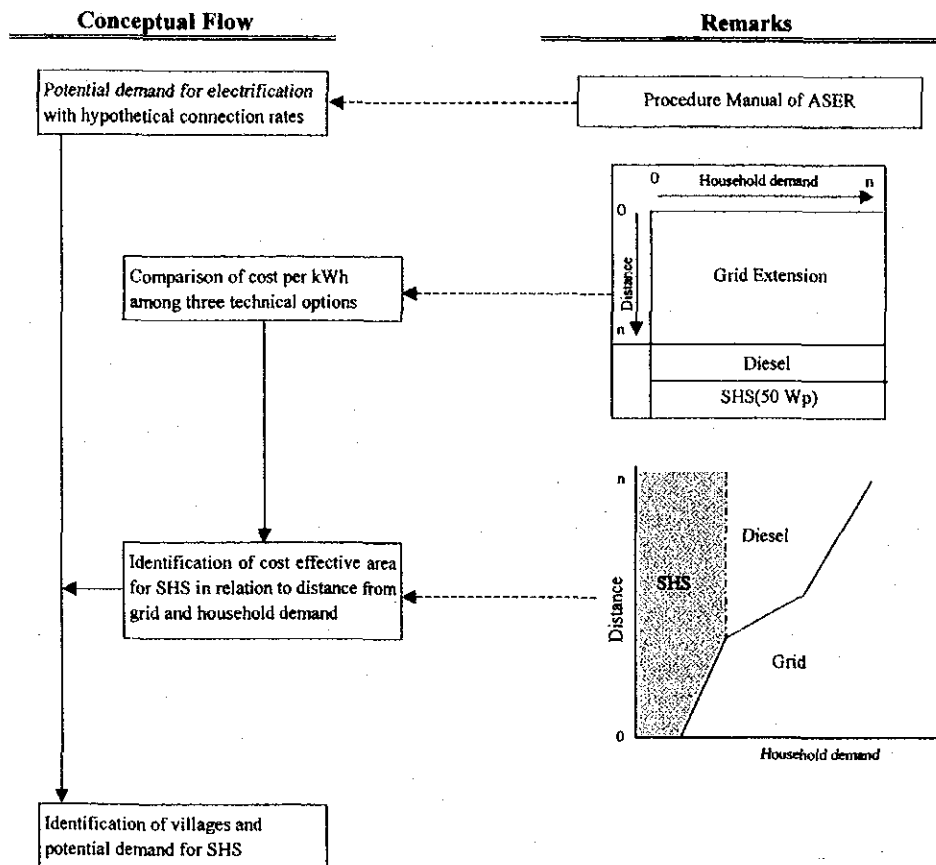 Conceptual Flow
Remarks
Potential demand for electrification
with hypothetical connection rates
Procedure Manual of ASER
0
Household demand
n
0
Distance
n
Grid Extension
Diesel
SHS(50 Wp)
Comparison of cost per kWh
among three technical options
Identification of cost effective area
for SHS in relation to distance from
grid and household demand
n
Distance
0
SHS
Diesel
Grid
Household demand
Identification of villages and
potential demand for SHS